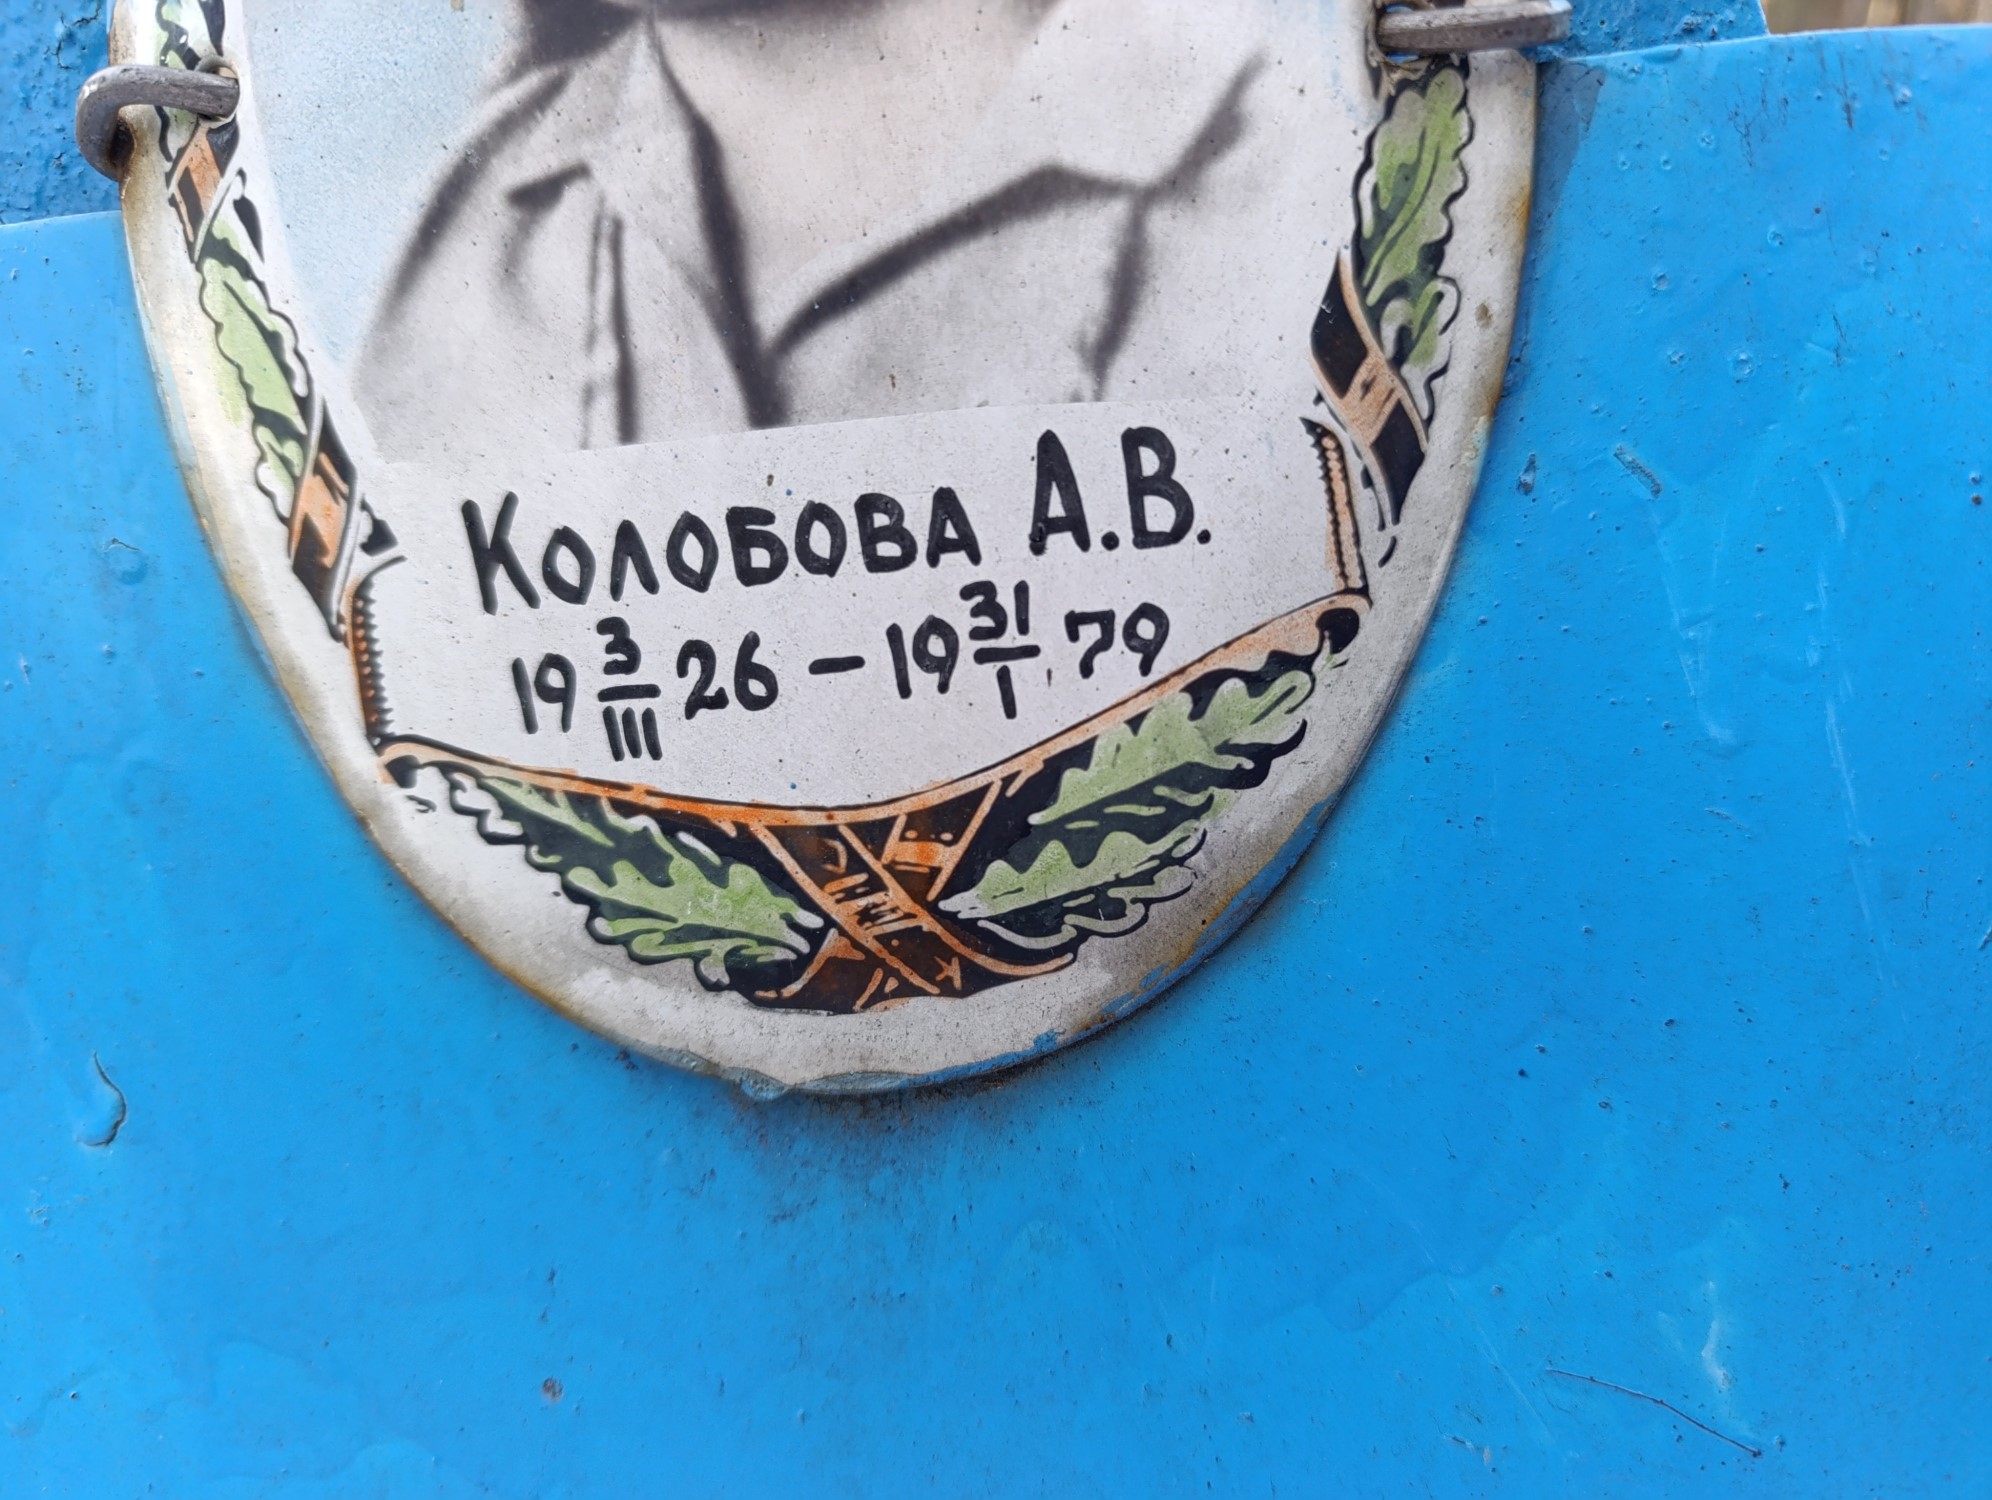 Колобова А.В.
19 3/III 26 – 19 31/I 79